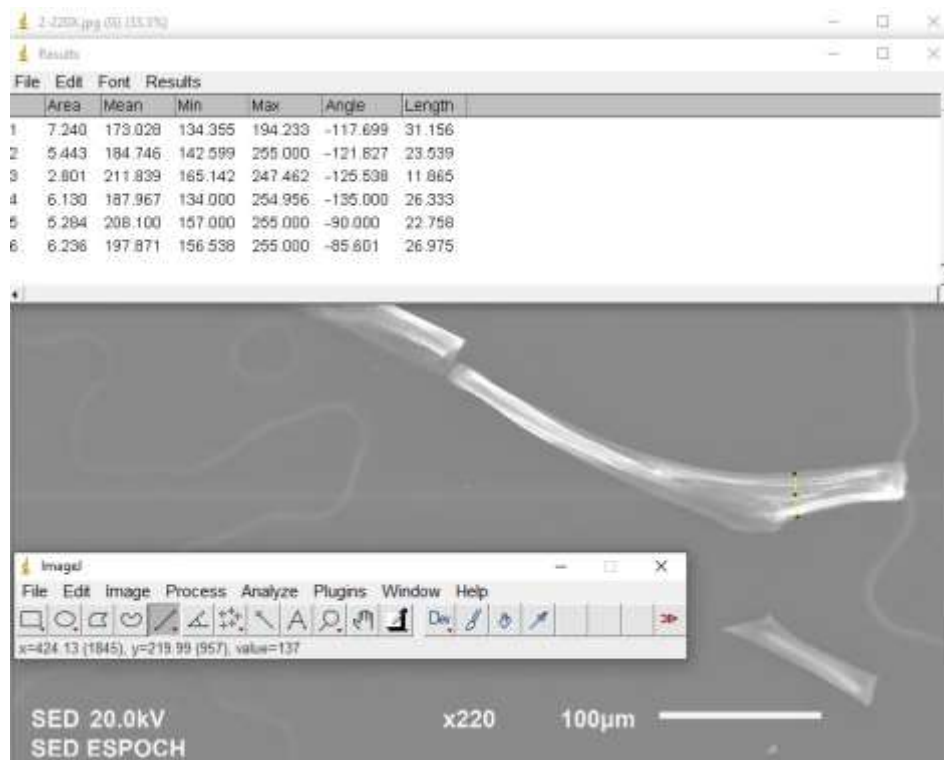 2-220X.jpg (G) (33.3%)
Results
File Edit Font Results
Area Mean Min Max Angle Length
1 7.240 173.028 134.355 194.233 -117.699 31.156
2 5.443 184.746 142.599 255.000 -121.827 23.539
3 2.801 211.839 165.142 247.462 -125.538 11.865
4 6.130 187.967 134.000 254.956 -135.000 26.333
5 5.284 208.100 157.000 255.000 -90.000 22.758
6 6.236 197.871 156.538 255.000 -85.601 26.975
ImageJ
File Edit Image Process Analyze Plugins Window Help
A Dev
x=424.13 (1845), y=219.99 (957), value=137
SED 20.0kV x220 100µm
SED ESPOCH